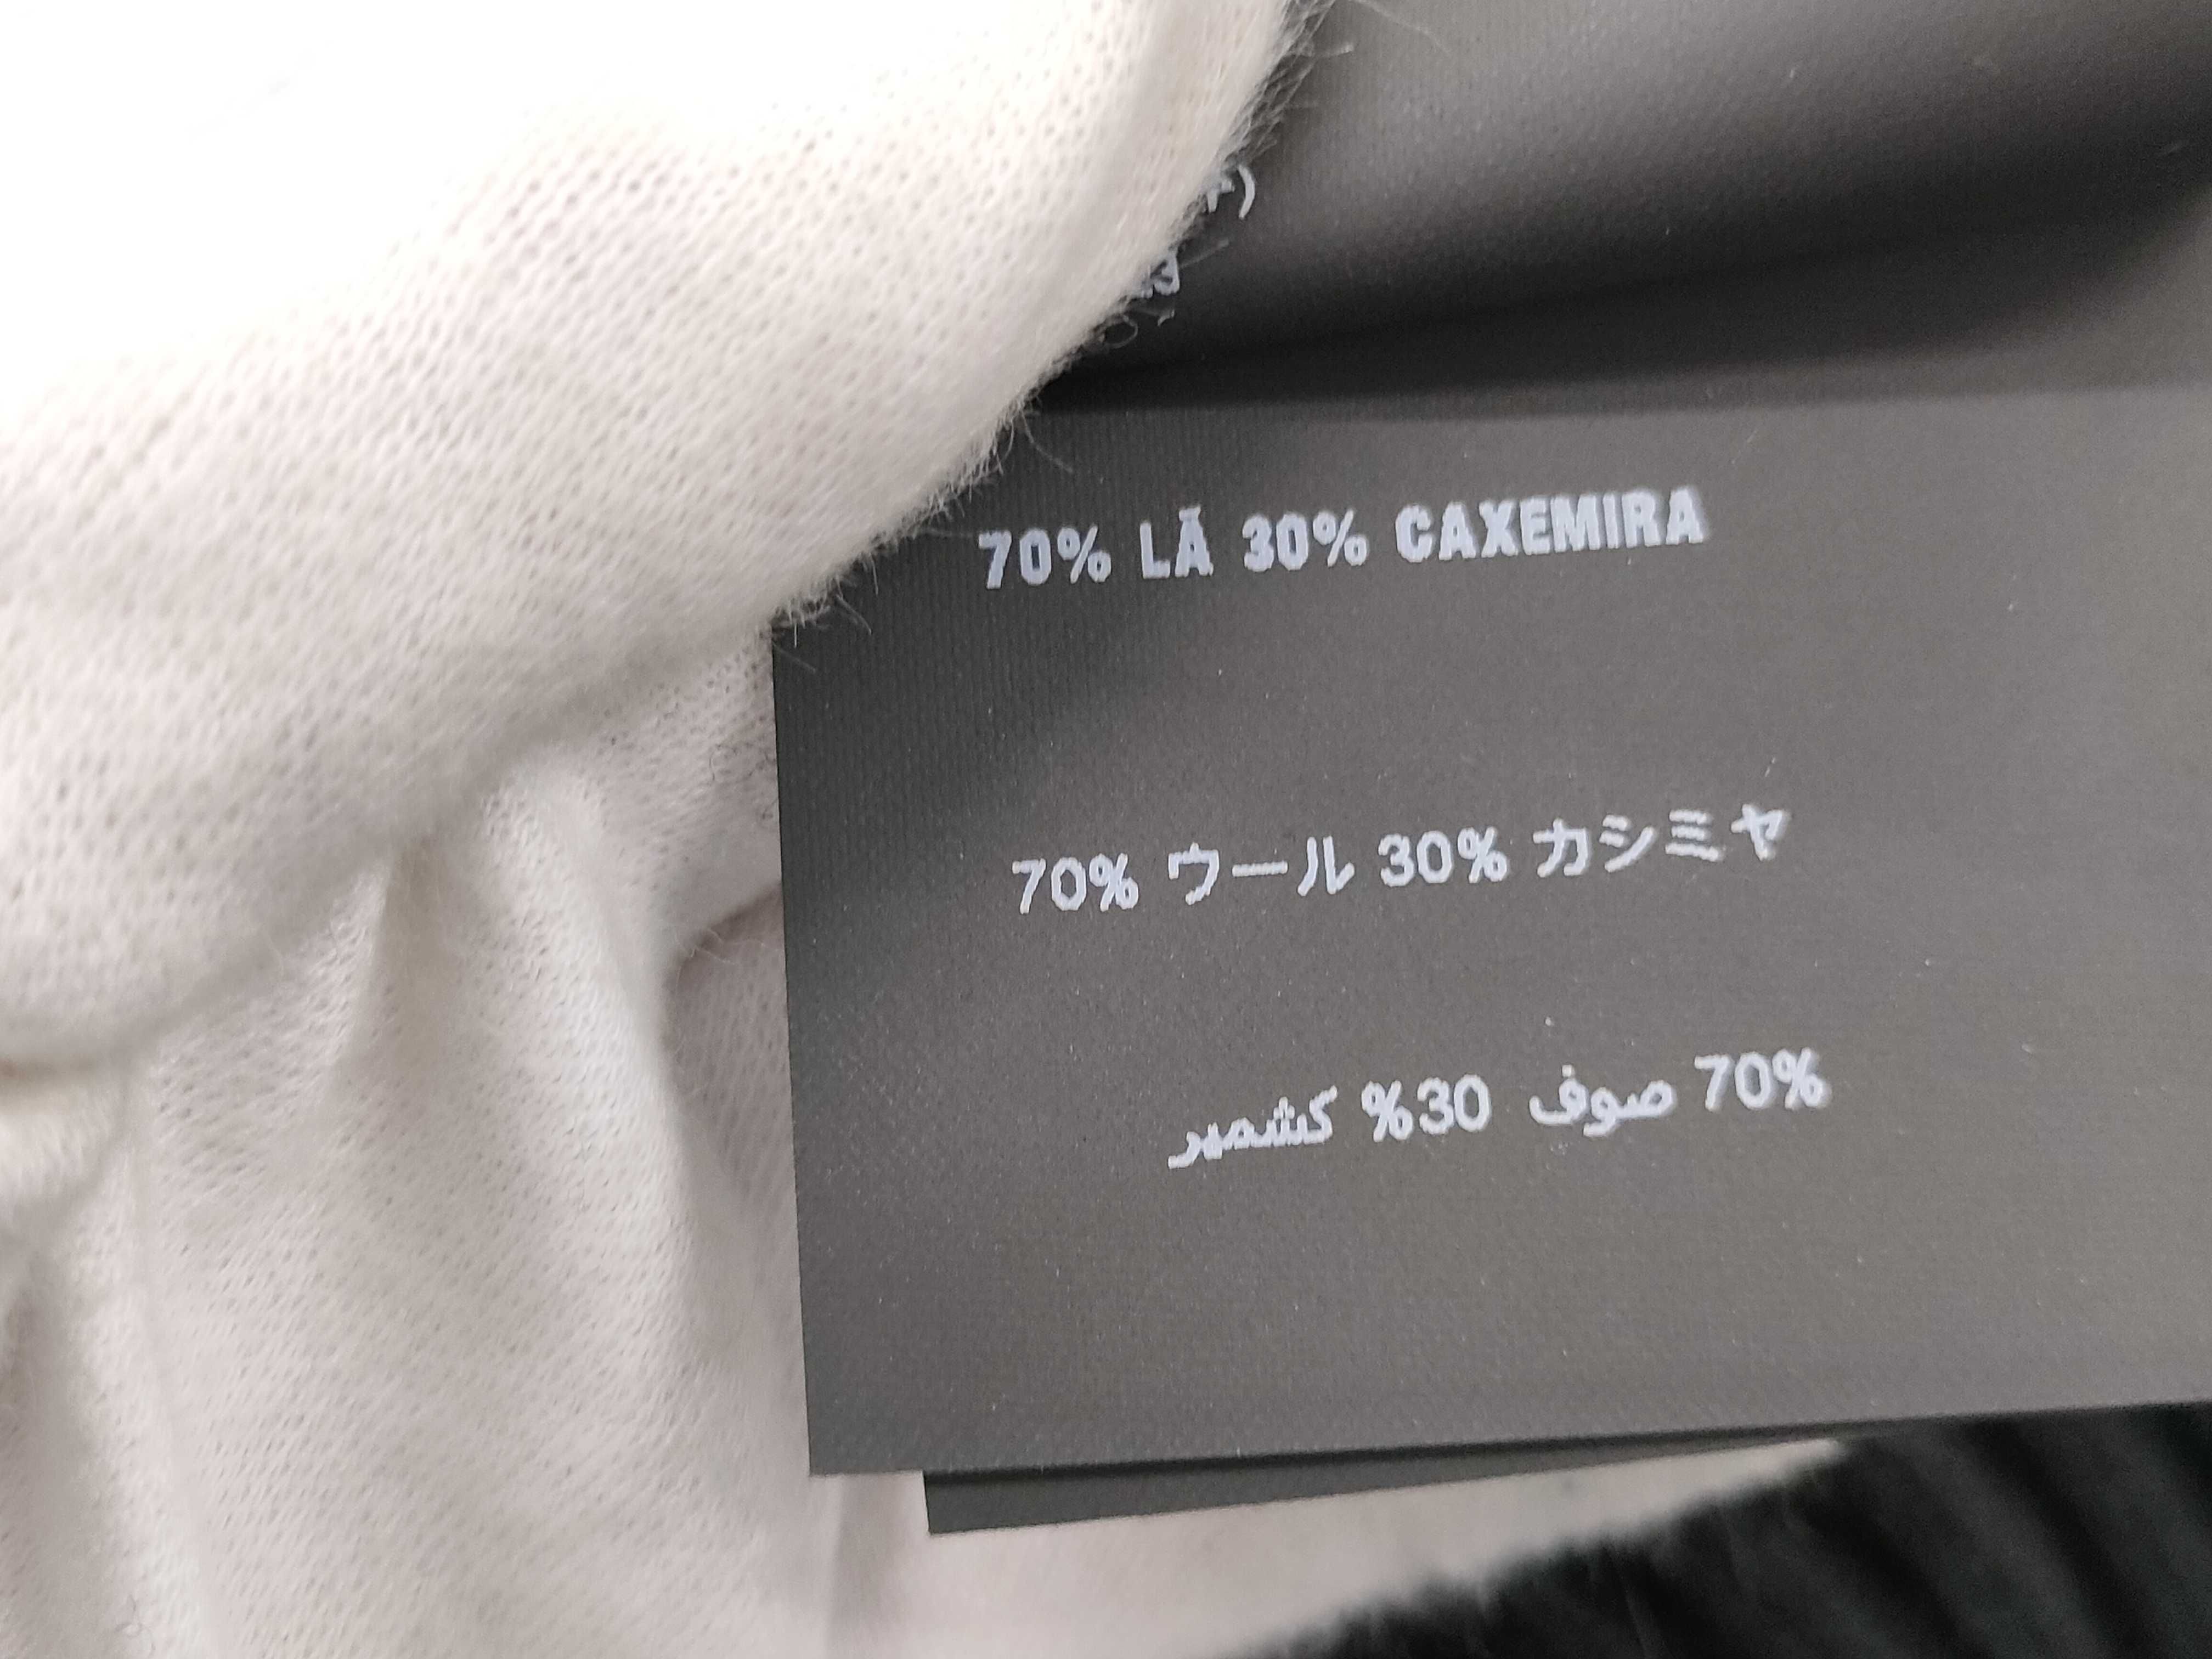 70% LÃ 30% CAXEMIRA
70% ウール 30% カシミヤ
70% صوف 30% كشمير